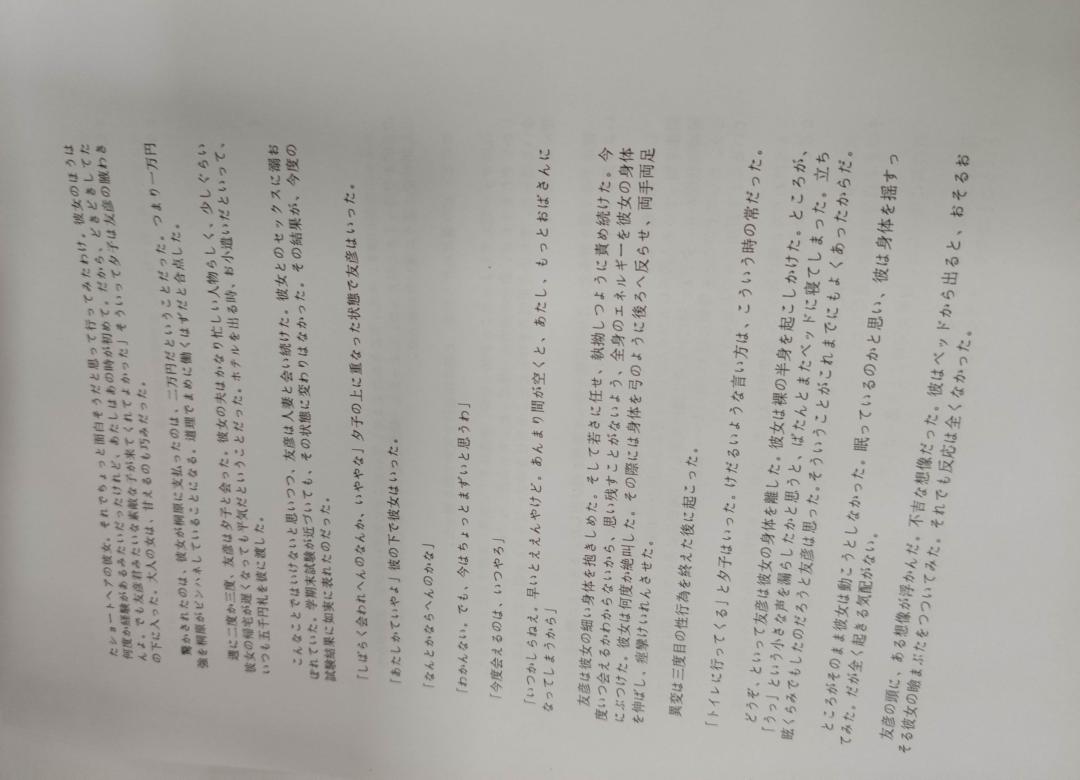 たショートヘアの彼女。それでちょっと面白そうだと思って行ってみたわけ。彼女のほうは
何度か経験があるみたいだったけれど、あたしはあの時が初めて。だから、どきどきしてた
んよ。でも友彦君みたいな素敵な子が来てくれてよかった」そういって夕子は友彦の腋わき
の下に入った。大人の女は、甘えるのも巧みだった。
驚かされたのは、彼女が桐原に支払ったのは、二万円だということだった。つまり一万円
強を桐原がピンハネしていることになる。道理でまめに働くはずだと合点した。
週に二度か三度、友彦は夕子と会った。彼女の夫はかなり忙しい人物らしく、少しぐらい
彼女の帰宅が遅くなっても平気だということだった。ホテルを出る時、お小遣いだといって、
いつも五千円札を彼に渡した。
こんなことではいけないと思いつつ、友彦は人妻と会い続けた。彼女とのセックスに溺お
ぼれていた。学期末試験が近づいても、その状態に変わりはなかった。その結果が、今度の
試験結果に如実に表れたのだった。
「しばらく会われへんのなんか、いややな」夕子の上に重なった状態で友彦はいった。
「あたしかていややよ」彼の下で彼女はいった。
「なんとかならへんのかな」
「わかんない。でも、今はちょっとまずいと思うわ」
「今度会えるのは、いつやろ」
「いつかしらねえ。早いとええんやけど。あんまり間が空くと、あたし、もっとおばさんに
なってしまうから」
友彦は彼女の細い身体を抱きしめた。そして若さに任せ、執拗しつように責め続けた。今
度いつ会えるかわからないから、思い残すことがないよう、全身のエネルギーを彼女の身体
にぶつけた。彼女は何度か絶叫した。その際には身体を弓のように後ろへ反らせ、両手両足
を伸ばし、痙攣けいれんさせた。
異変は三度目の性行為を終えた後に起こった。
「トイレに行ってくる」と夕子はいった。けだるいような言い方は、こういう時の常だった。
どうぞ、といって友彦は彼女の身体を離した。彼女は裸の半身を起こしかけた。ところが、
「うっ」という小さな声を漏らしたかと思うと、ぱたんとまたベッドに寝てしまった。立ち
眩くらみでもしたのだろうと友彦は思った。そういうことがこれまでにもよくあったからだ。
ところがそのまま彼女は動こうとしなかった。眠っているのかと思い、彼は身体を揺すっ
てみた。だが全く起きる気配がない。
友彦の頭に、ある想像が浮かんだ。不吉な想像だった。彼はベッドから出ると、おそるお
そる彼女の瞼まぶたをつついてみた。それでも反応は全くなかった。